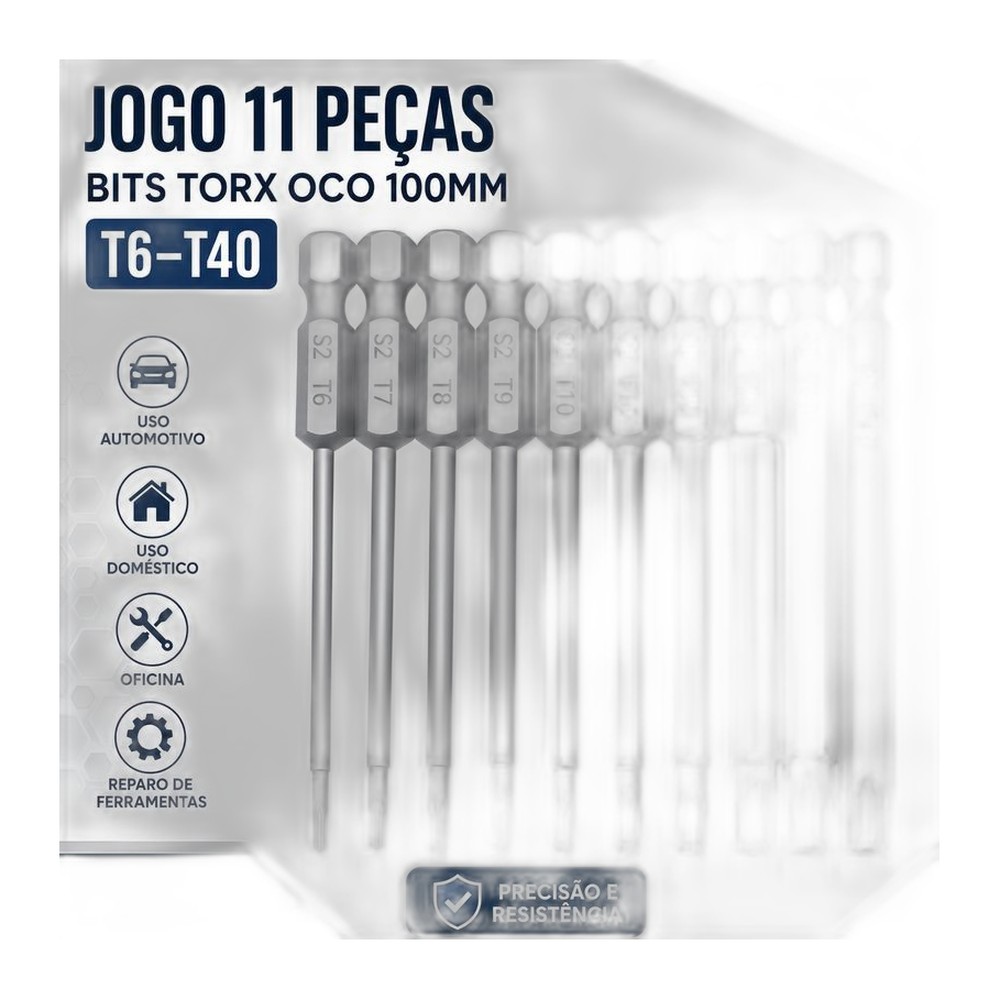 JOGO 11 PEÇAS
BITS TORX OCO 100MM
T6–T40
S2 T6
S2 T7
S2 T8
S2 T9
T10
USO
AUTOMOTIVO
USO
DOMÉSTICO
OFICINA
REPARO DE
FERRAMENTAS
PRECISÃO E
RESISTÊNCIA